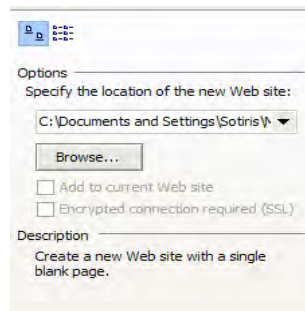 Options
Specify the location of the new Web site:
C:\Documents and Settings\Sotiris\
Browse...
Add to current Web site
Encrypted connection required (SSL)
Description
Create a new Web site with a single
blank page.